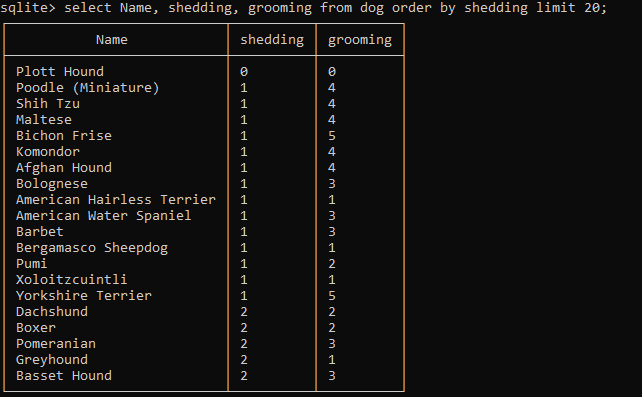 sqlite> select Name, shedding, grooming from dog order by shedding limit 20;
Name shedding grooming
Plott Hound 0 0
Poodle (Miniature) 1 4
Shih Tzu 1 4
Maltese 1 4
Bichon Frise 1 5
Komondor 1 4
Afghan Hound 1 4
Bolognese 1 3
American Hairless Terrier 1 1
American Water Spaniel 1 3
Barbet 1 3
Bergamasco Sheepdog 1 1
Pumi 1 2
Xoloitzcuintli 1 1
Yorkshire Terrier 1 5
Dachshund 2 2
Boxer 2 2
Pomeranian 2 3
Greyhound 2 1
Basset Hound 2 3